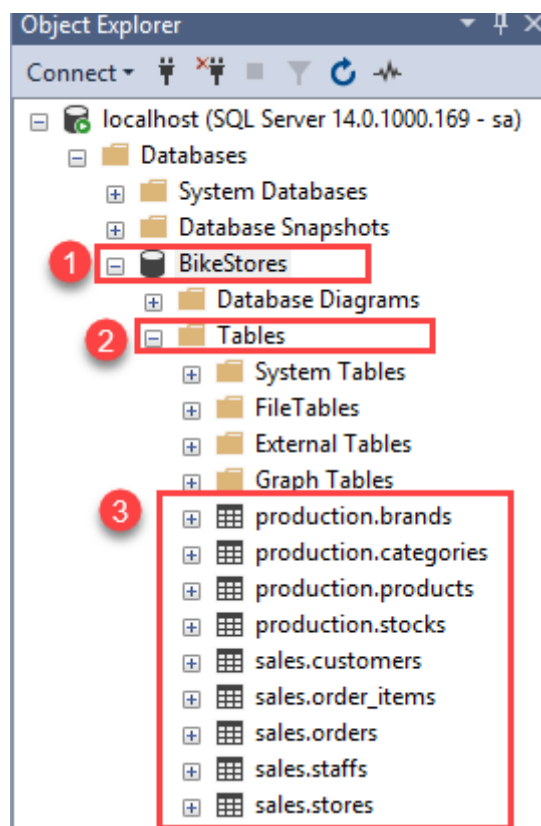 Object Explorer
Connect
localhost (SQL Server 14.0.1000.169 - sa)
Databases
System Databases
Database Snapshots
1 BikeStores
Database Diagrams
2 Tables
System Tables
FileTables
External Tables
Graph Tables
3 production.brands
production.categories
production.products
production.stocks
sales.customers
sales.order_items
sales.orders
sales.staffs
sales.stores